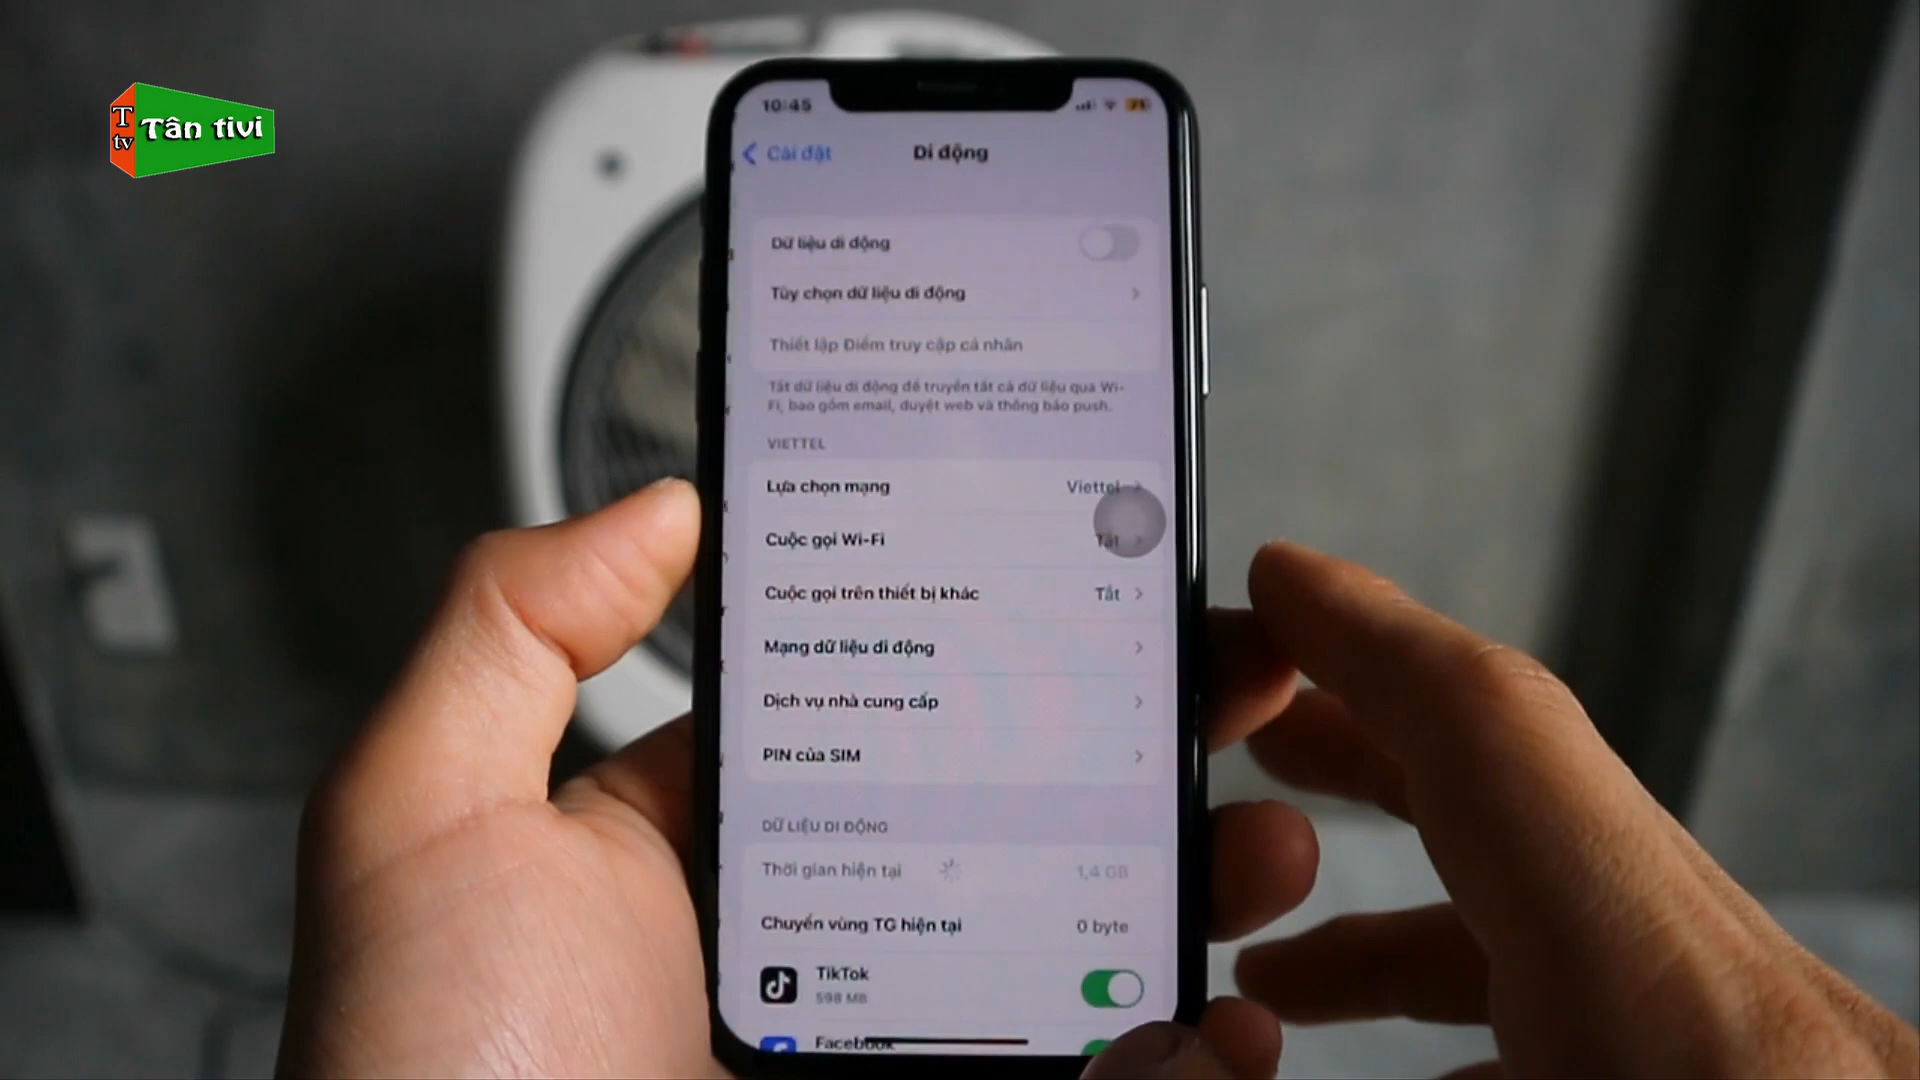 T
tv
Tân tivi
10:45
71
Cài đặt
Di động
Dữ liệu di động
Tùy chọn dữ liệu di động
Thiết lập Điểm truy cập cá nhân
Tắt dữ liệu di động để truyền tất cả dữ liệu qua Wi-
Fi, bao gồm email, duyệt web và thông báo push.
VIETTEL
Lựa chọn mạng Viettel
Cuộc gọi Wi-Fi Tắt
Cuộc gọi trên thiết bị khác Tắt
Mạng dữ liệu di động
Dịch vụ nhà cung cấp
PIN của SIM
DỮ LIỆU DI ĐỘNG
Thời gian hiện tại 1,4 GB
Chuyển vùng TG hiện tại 0 byte
TikTok
598 MB
Facebook